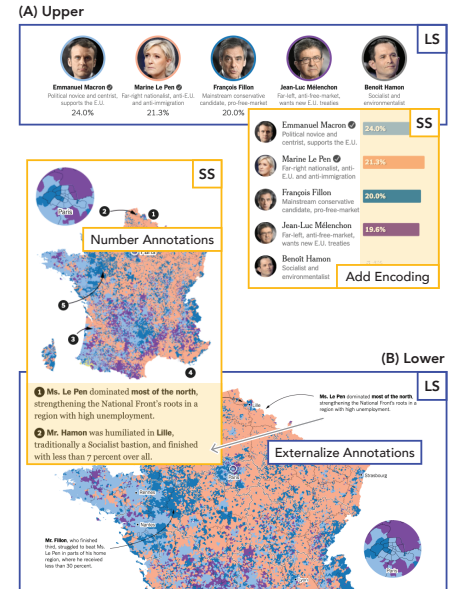 (A) Upper
LS
Emmanuel Macron
Political novice and centrist,
supports the E.U.
24.0%
Marine Le Pen
Far-right nationalist, anti-E.U.
and anti-immigration
21.3%
François Fillon
Mainstream conservative
candidate, pro-free-market
20.0%
Jean-Luc Mélenchon
Far-left, anti-free-market,
wants new E.U. treaties
Benoît Hamon
Socialist and
environmentalist
SS
Emmanuel Macron
Political novice and
centrist, supports the E.U.
24.0%
Marine Le Pen
Far-right nationalist, anti-
E.U. and anti-immigration
21.3%
François Fillon
Mainstream conservative
candidate, pro-free-market
20.0%
Jean-Luc Mélenchon
Far-left, anti-free-market,
wants new E.U. treaties
19.6%
Benoît Hamon
Socialist and
environmentalist
Add Encoding
SS
Paris
2
1
Number Annotations
5
3
4
1 Ms. Le Pen dominated most of the north,
strengthening the National Front's roots in a
region with high unemployment.
2 Mr. Hamon was humiliated in Lille,
traditionally a Socialist bastion, and finished
with less than 7 percent over all.
(B) Lower
LS
Ms. Le Pen dominated most of the north,
strengthening the National Front's roots in a
region with high unemployment.
Externalize Annotations
Lille
Paris
Strasbourg
Rennes
Nantes
Mr. Fillon, who finished
third, struggled to beat Ms.
Le Pen in parts of his home
region, where he received
less than 30 percent.
Paris
Lyon